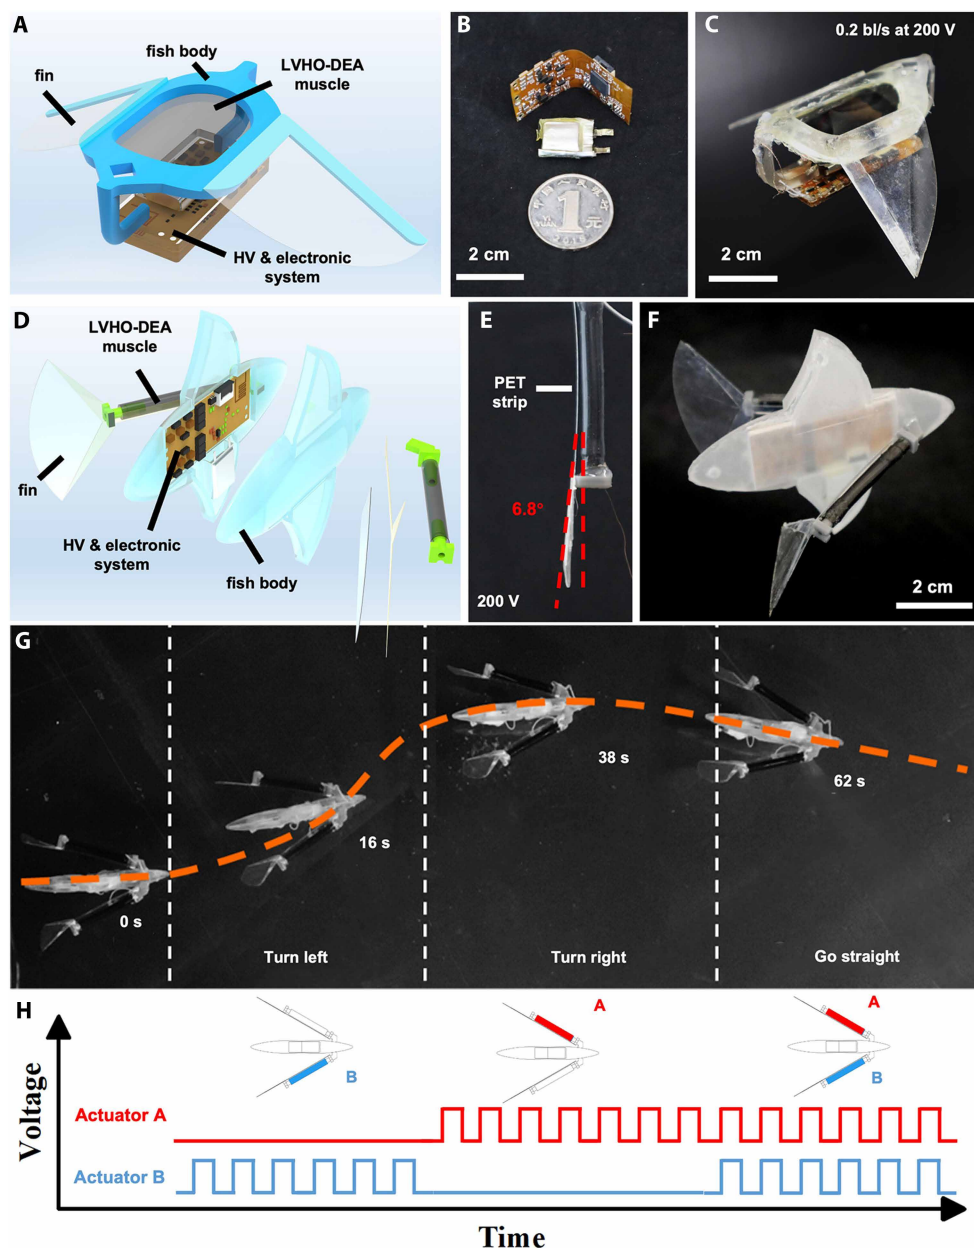 A
fish body
fin
LVHO-DEA
muscle
HV & electronic
system
B
1
元
2 cm
C
0.2 bl/s at 200 V
2 cm
D
LVHO-DEA
muscle
fin
HV & electronic
system
fish body
E
PET
strip
6.8°
200 V
F
2 cm
G
0 s
16 s
38 s
62 s
Turn left
Turn right
Go straight
H
A
A
B
B
Voltage
Actuator A
Actuator B
Time